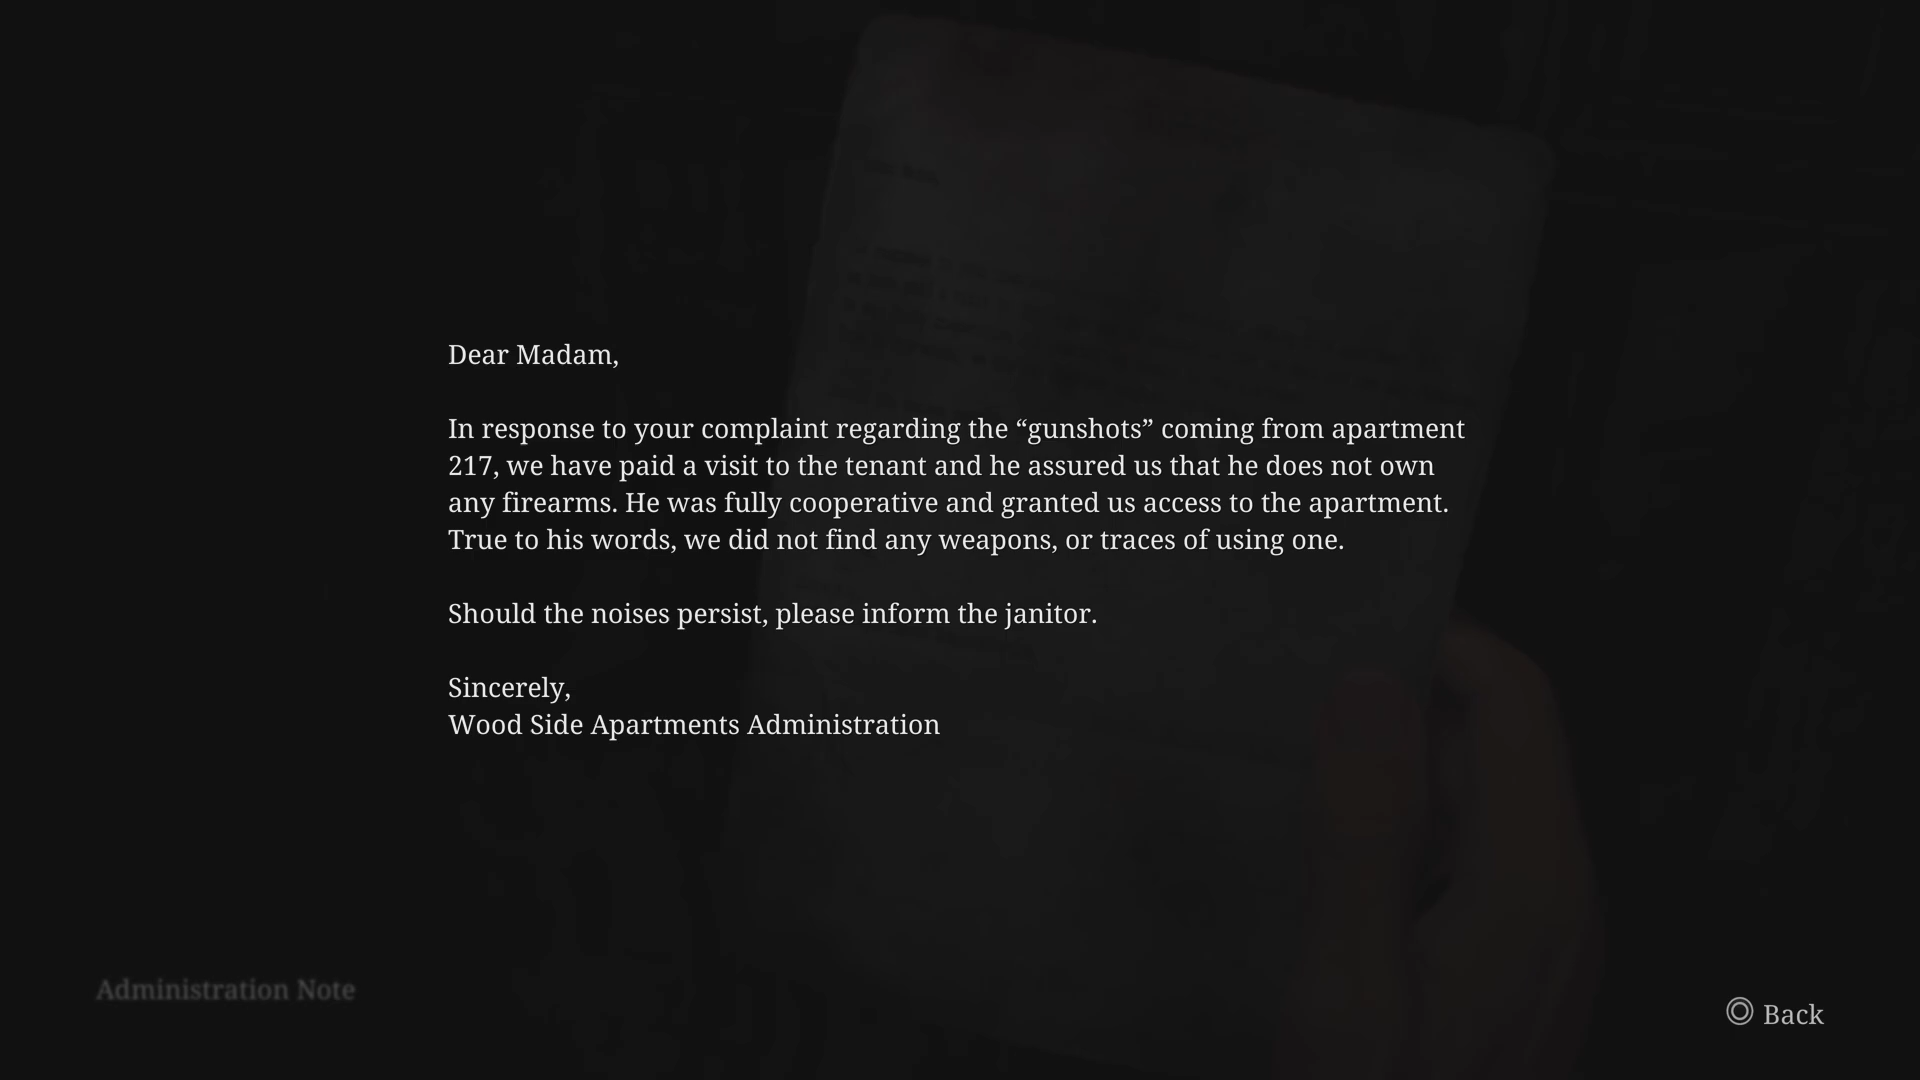 Dear Madam,
In response to your complaint regarding the “gunshots” coming from apartment
217, we have paid a visit to the tenant and he assured us that he does not own
any firearms. He was fully cooperative and granted us access to the apartment.
True to his words, we did not find any weapons, or traces of using one.
Should the noises persist, please inform the janitor.
Sincerely,
Wood Side Apartments Administration
Administration Note
Back